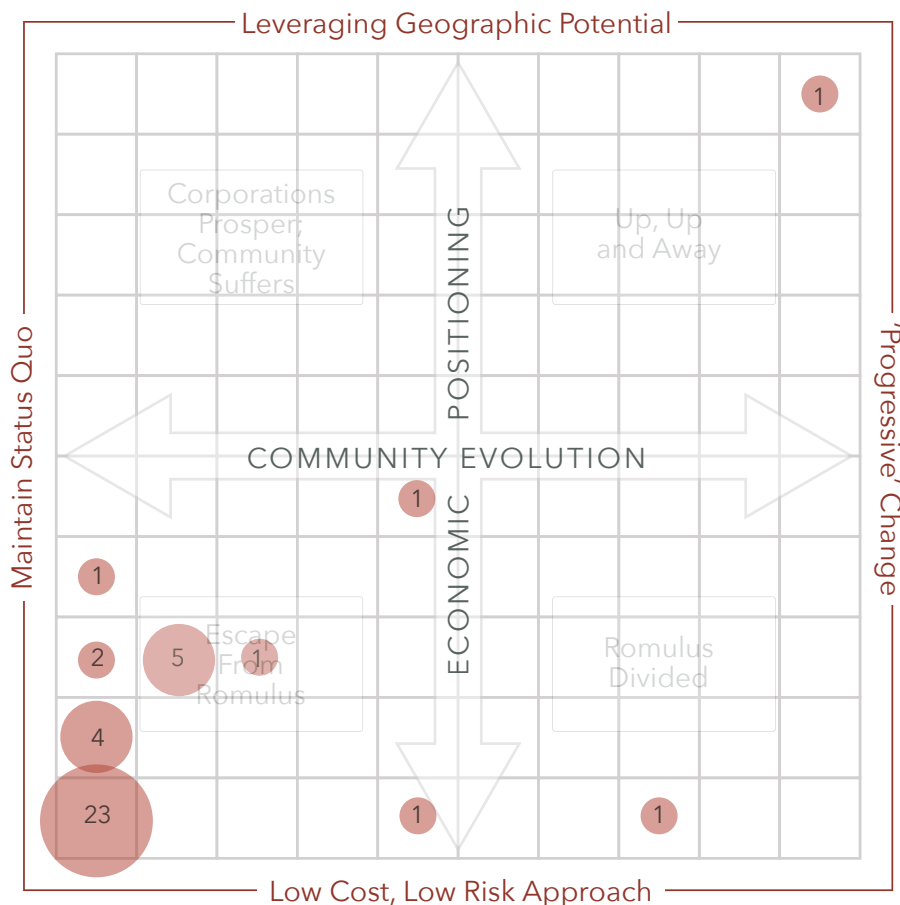 Leveraging Geographic Potential
1
Corporations
Prosper;
Community
Suffers
Up, Up
and Away
POSITIONING
Maintain Status Quo
'Progressive' Change
COMMUNITY EVOLUTION
1
ECONOMIC
1
2
5
1
Escape
From
Romulus
Romulus
Divided
4
23
1
1
Low Cost, Low Risk Approach